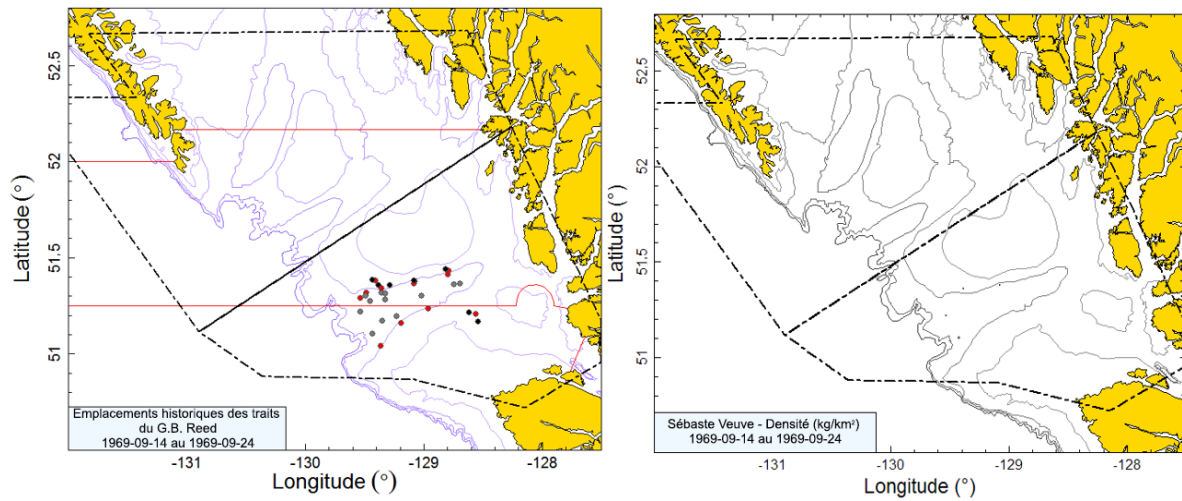 52,5
52
51,5
51
Latitude (°)
Emplacements historiques des traits
du G.B. Reed
1969-09-14 au 1969-09-24
-131
-130
-129
-128
Longitude (°)
52,5
52
51,5
51
Latitude (°)
Sébaste Veuve - Densité (kg/km²)
1969-09-14 au 1969-09-24
-131
-130
-129
-128
Longitude (°)